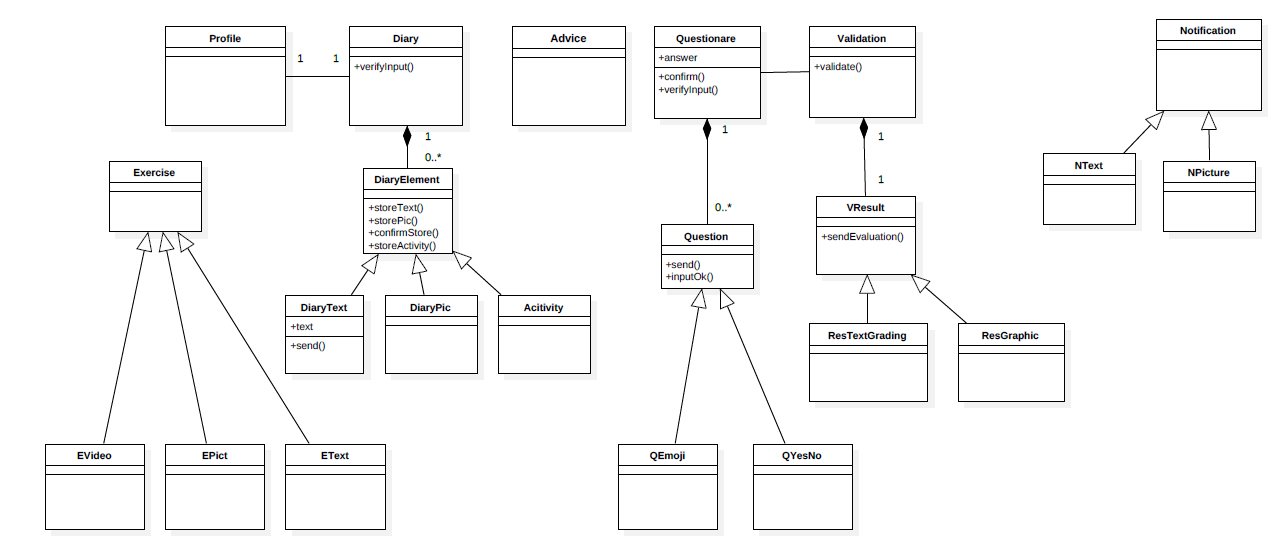 Profile
1
1
Diary
+verifyInput()
Advice
Questionare
+answer
+confirm()
+verifyInput()
Validation
+validate()
Notification
1
0..*
1
0..*
1
1
NText
NPicture
Exercise
DiaryElement
+storeText()
+storePic()
+confirmStore()
+storeActivity()
Question
+send()
+inputOk()
VResult
+sendEvaluation()
DiaryText
+text
+send()
DiaryPic
Acitivity
ResTextGrading
ResGraphic
EVideo
EPict
EText
QEmoji
QYesNo